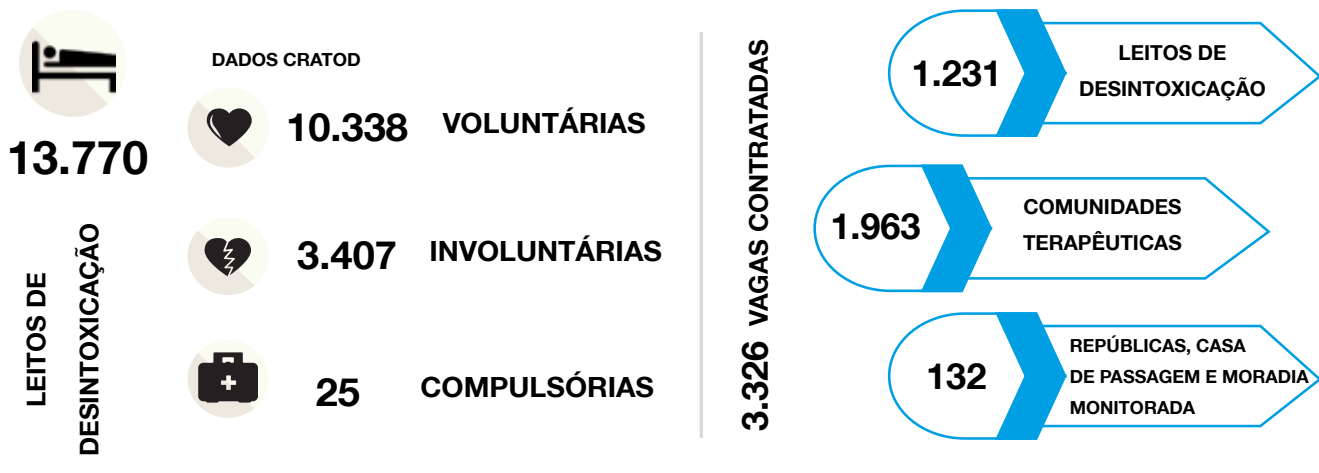 13.770
LEITOS DE
DESINTOXICAÇÃO
DADOS CRATOD
10.338 VOLUNTÁRIAS
3.407 INVOLUNTÁRIAS
25 COMPULSÓRIAS
3.326 VAGAS CONTRATADAS
1.231
LEITOS DE
DESINTOXICAÇÃO
1.963
COMUNIDADES
TERAPÊUTICAS
132
REPÚBLICAS, CASA
DE PASSAGEM E MORADIA
MONITORADA